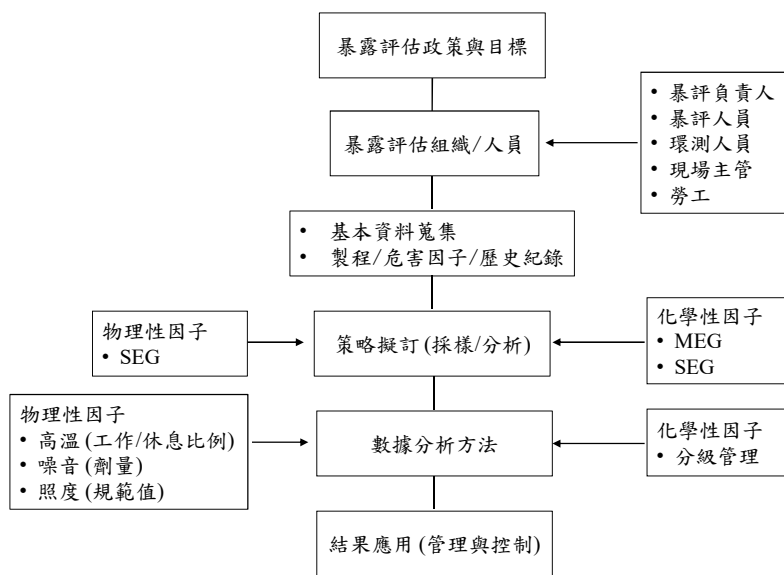 暴露評估政策與目標
暴露評估組織/人員
• 暴評負責人
• 暴評人員
• 環測人員
• 現場主管
• 勞工
• 基本資料蒐集
• 製程/危害因子/歷史紀錄
物理性因子
• SEG
策略擬訂 (採樣/分析)
化學性因子
• MEG
• SEG
物理性因子
• 高溫 (工作/休息比例)
• 噪音 (劑量)
• 照度 (規範值)
數據分析方法
化學性因子
• 分級管理
結果應用 (管理與控制)